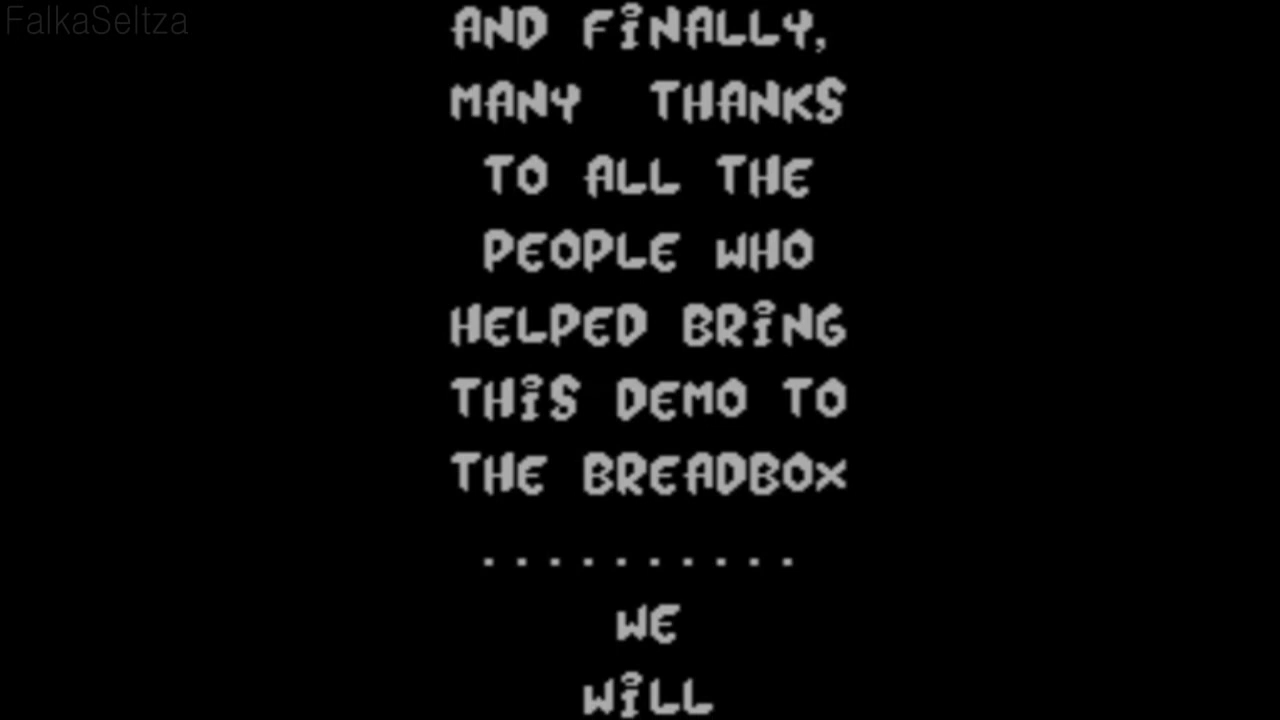 FalkaSeltza
AND FiNALLY,
MANY THANKS
TO ALL THE
PEOPLE WHO
HELPED BRiNG
THiS DEMO TO
THE BREADBOX
..........
WE
WiLL